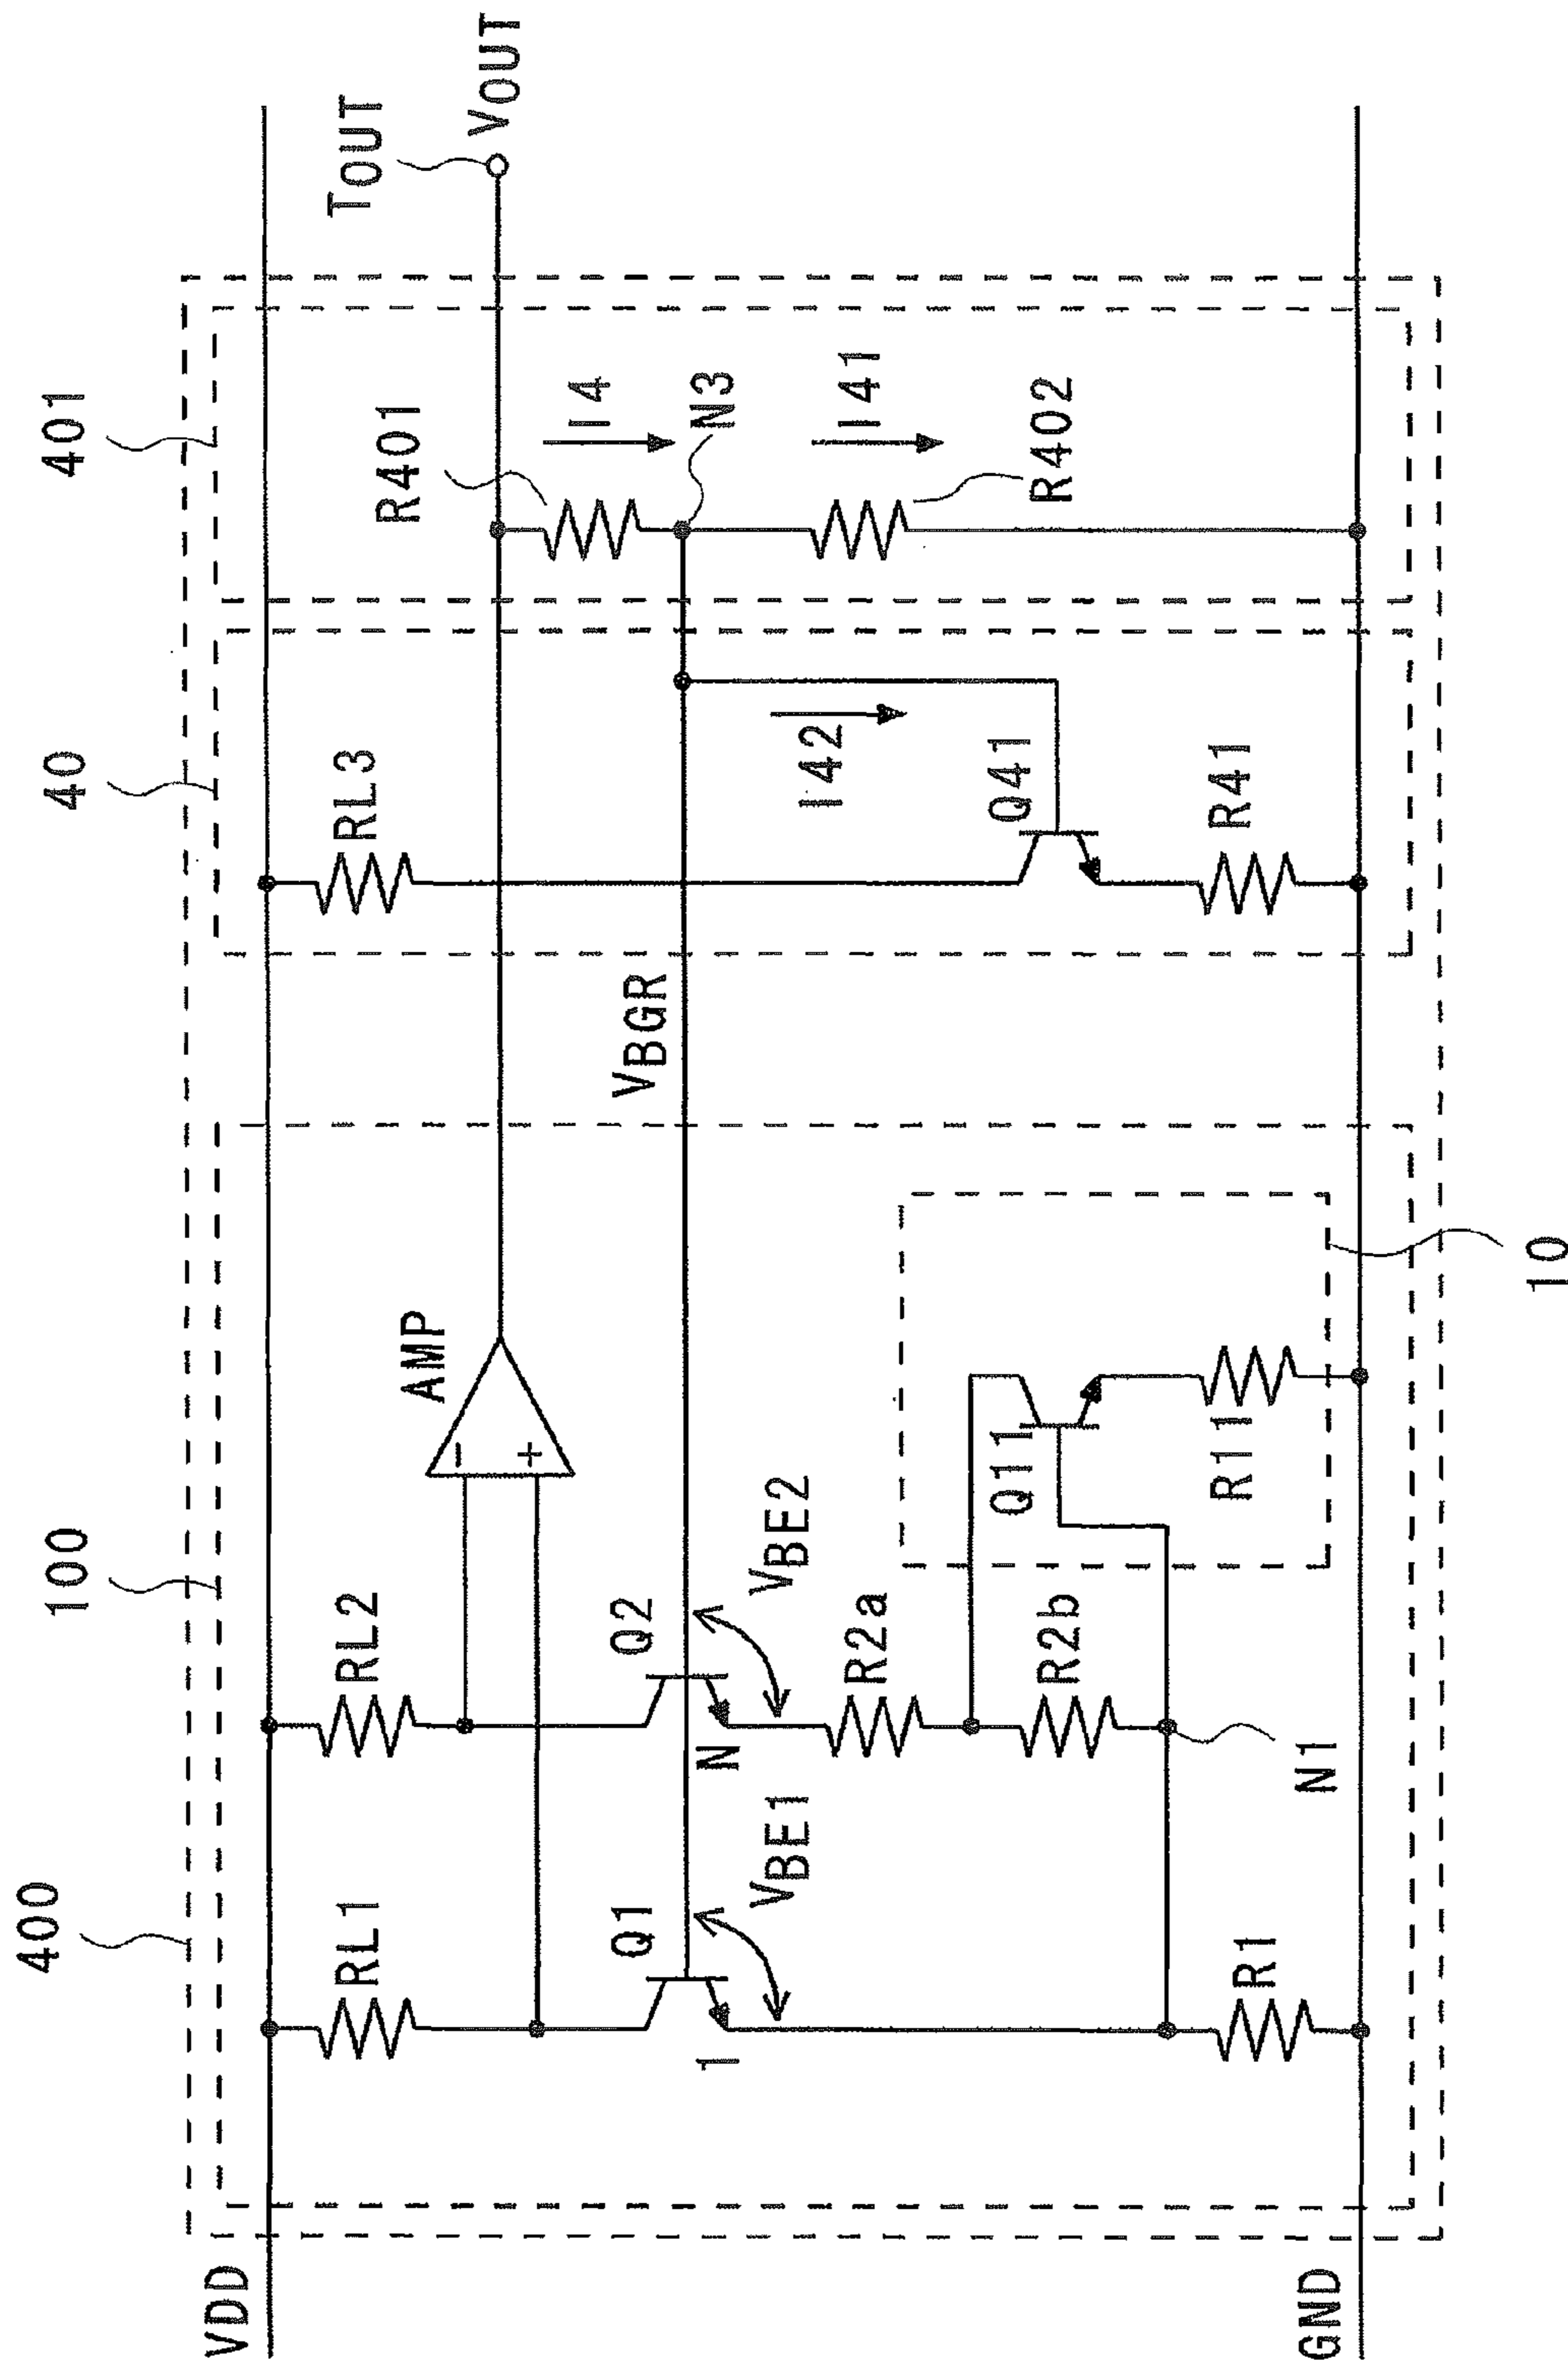 400
100
40
401
VDD
RL1
RL2
RL3
R401
TOUT
AMP
−
+
VOUT
I4
Q1
Q2
VBGR
N3
1
N
VBE1
VBE2
I42
I41
R2a
Q11
Q41
R402
R2b
R1
R11
R41
N1
GND
10